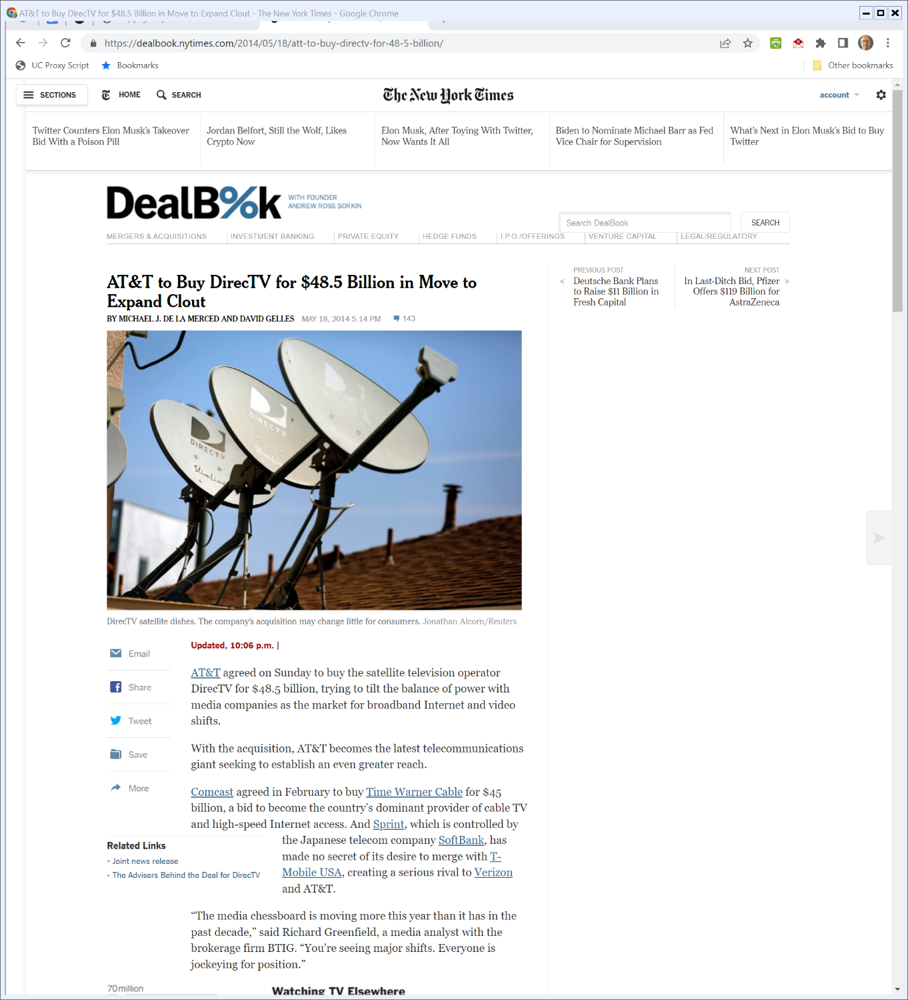 AT&T to Buy DirecTV for $48.5 Billion in Move to Expand Clout - The New York Times - Google Chrome
https://dealbook.nytimes.com/2014/05/18/att-to-buy-directv-for-48-5-billion/
UC Proxy Script
Bookmarks
Other bookmarks
SECTIONS
HOME
SEARCH
The New York Times
account
Twitter Counters Elon Musk's Takeover
Bid With a Poison Pill
Jordan Belfort, Still the Wolf, Likes
Crypto Now
Elon Musk, After Toying With Twitter,
Now Wants It All
Biden to Nominate Michael Barr as Fed
Vice Chair for Supervision
What's Next in Elon Musk's Bid to Buy
Twitter
DealB%k
WITH FOUNDER
ANDREW ROSS SORKIN
Search DealBook
SEARCH
MERGERS & ACQUISITIONS
INVESTMENT BANKING
PRIVATE EQUITY
HEDGE FUNDS
I.P.O./OFFERINGS
VENTURE CAPITAL
LEGAL/REGULATORY
AT&T to Buy DirecTV for $48.5 Billion in Move to
Expand Clout
BY MICHAEL J. DE LA MERCED AND DAVID GELLES MAY 18, 2014 5:14 PM 143
PREVIOUS POST
Deutsche Bank Plans
to Raise $11 Billion in
Fresh Capital
NEXT POST
In Last-Ditch Bid, Pfizer
Offers $119 Billion for
AstraZeneca
DIRECTV
SlimLine
DIRECTV
SlimLine
DirecTV satellite dishes. The company's acquisition may change little for consumers. Jonathan Alcorn/Reuters
Email
Share
Tweet
Save
More
Updated, 10:06 p.m. |
AT&T agreed on Sunday to buy the satellite television operator
DirecTV for $48.5 billion, trying to tilt the balance of power with
media companies as the market for broadband Internet and video
shifts.
With the acquisition, AT&T becomes the latest telecommunications
giant seeking to establish an even greater reach.
Comcast agreed in February to buy Time Warner Cable for $45
billion, a bid to become the country's dominant provider of cable TV
and high-speed Internet access. And Sprint, which is controlled by
the Japanese telecom company SoftBank, has
made no secret of its desire to merge with T-
Mobile USA, creating a serious rival to Verizon
and AT&T.
Related Links
• Joint news release
• The Advisers Behind the Deal for DirecTV
“The media chessboard is moving more this year than it has in the
past decade,” said Richard Greenfield, a media analyst with the
brokerage firm BTIG. “You're seeing major shifts. Everyone is
jockeying for position.”
70 million
Watching TV Elsewhere